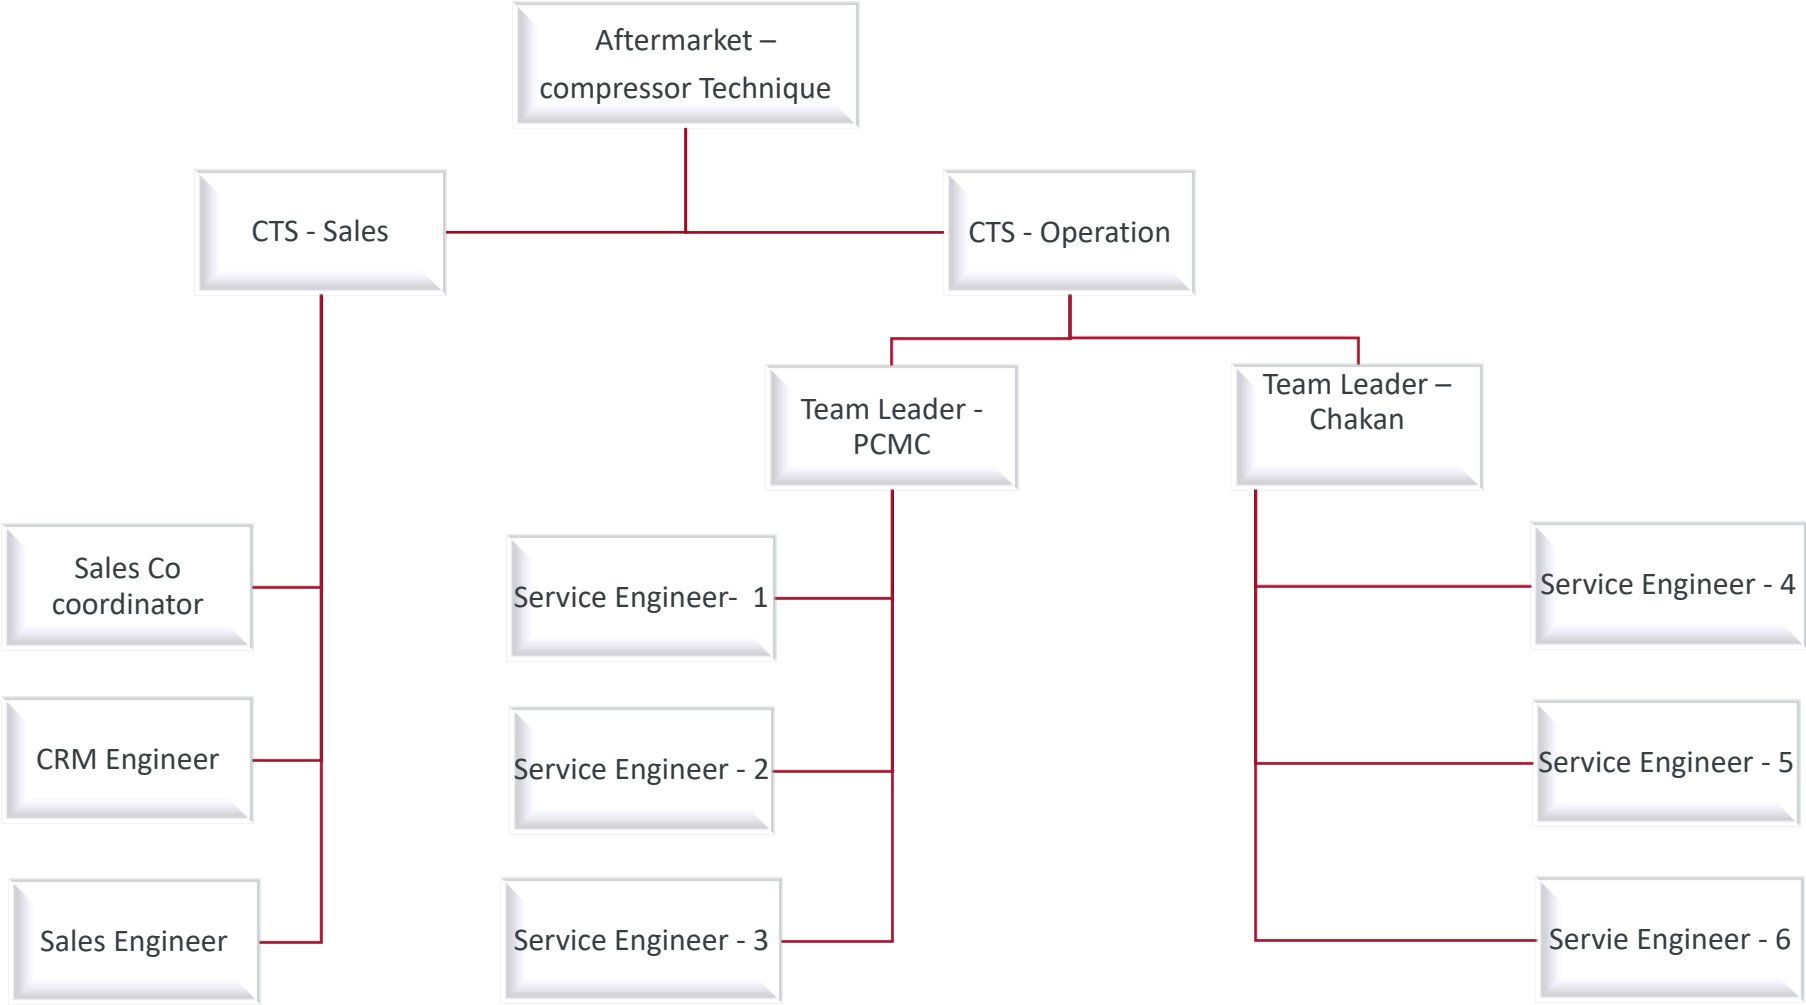 Aftermarket –
compressor Technique
CTS - Sales
CTS - Operation
Team Leader -
PCMC
Team Leader –
Chakan
Sales Co
coordinator
CRM Engineer
Sales Engineer
Service Engineer-  1
Service Engineer - 2
Service Engineer - 3
Service Engineer - 4
Service Engineer - 5
Servie Engineer - 6